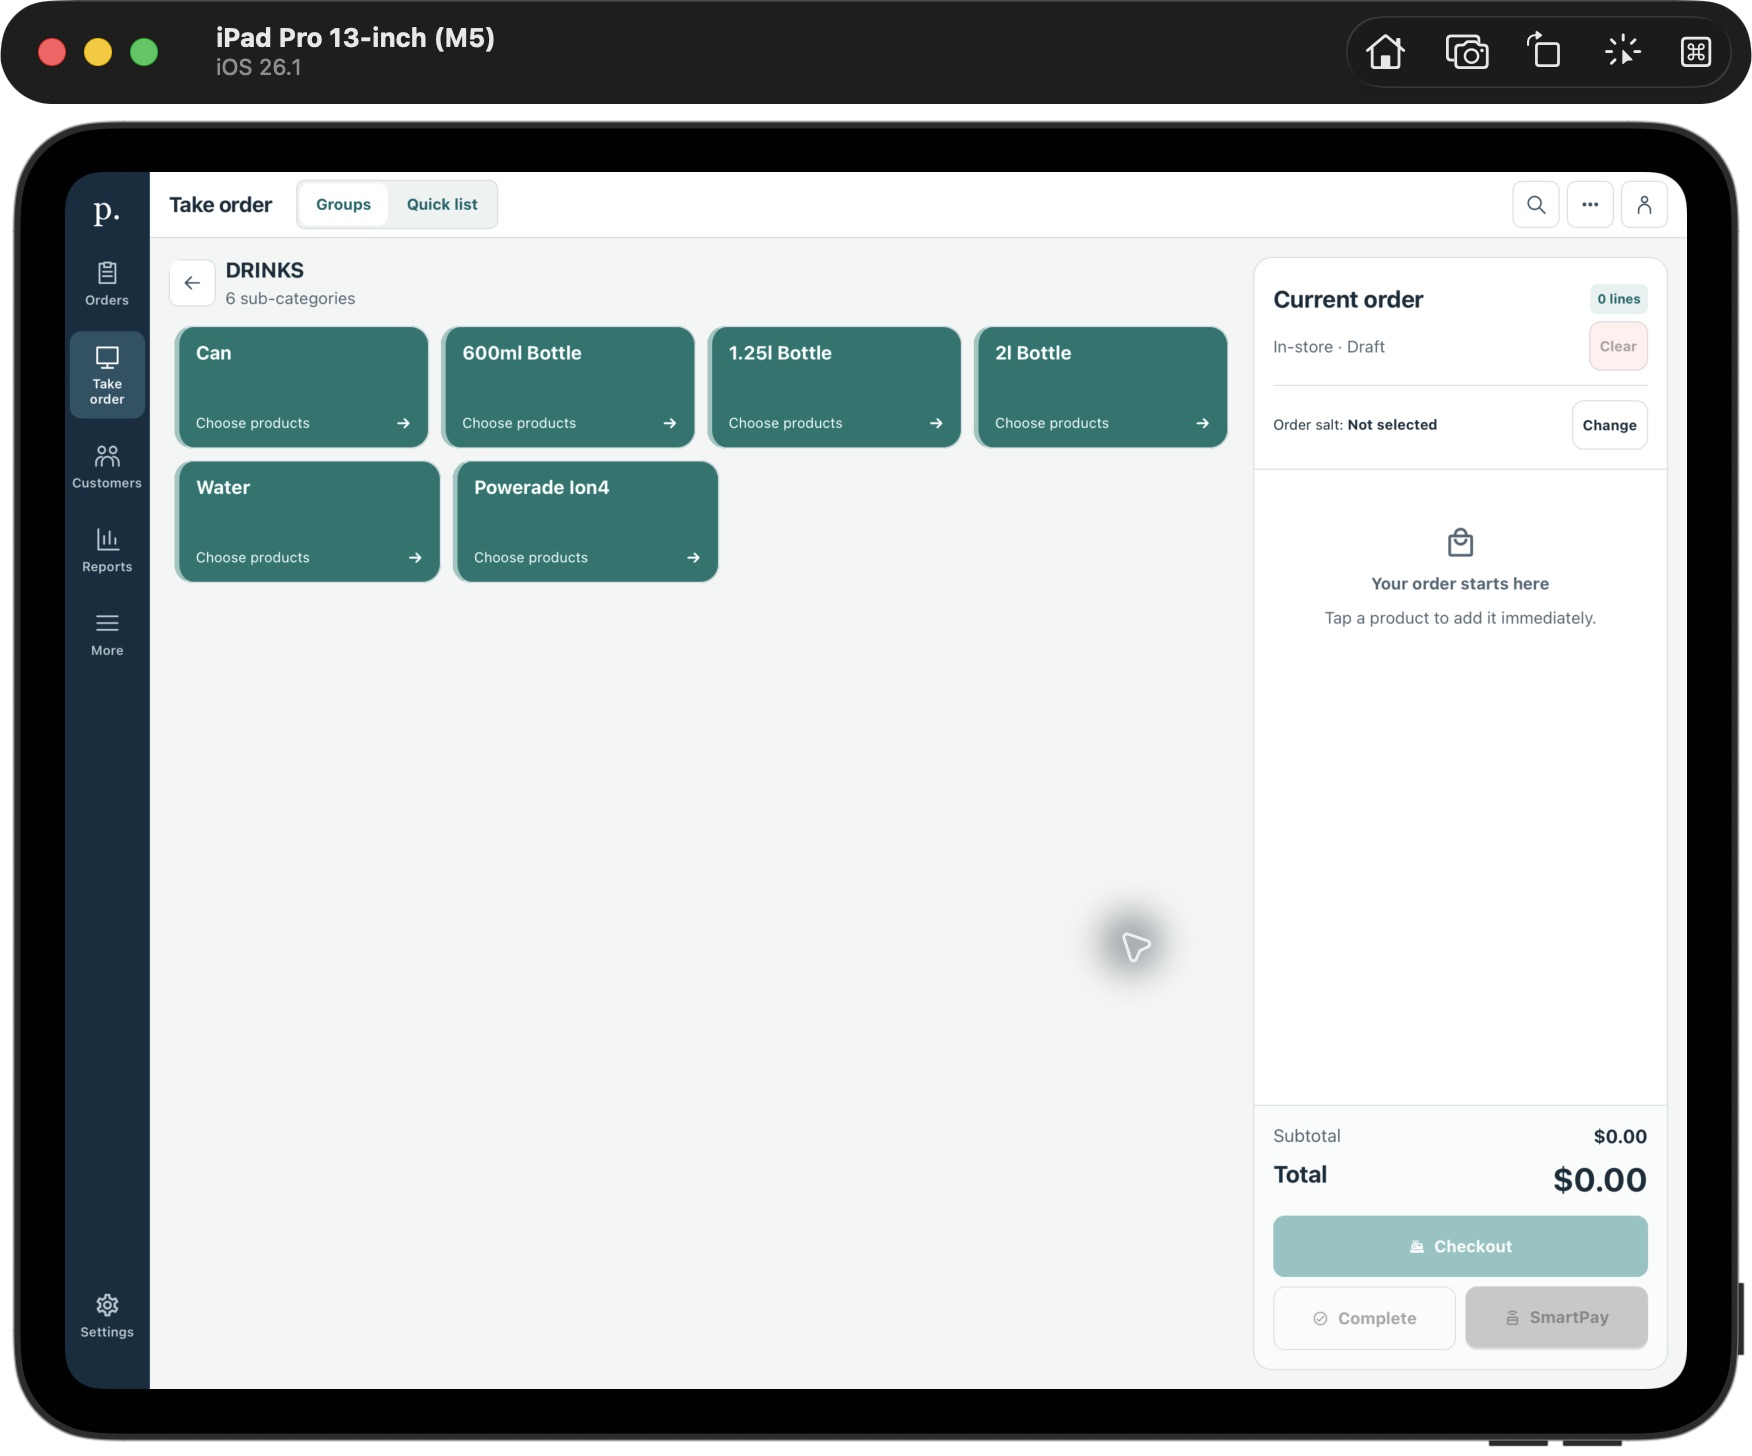 iPad Pro 13-inch (M5)
iOS 26.1
p.
Orders
Take
order
Customers
Reports
More
Settings
Take order
Groups
Quick list
DRINKS
6 sub-categories
Can
Choose products
600ml Bottle
Choose products
1.25l Bottle
Choose products
2l Bottle
Choose products
Water
Choose products
Powerade Ion4
Choose products
Current order
0 lines
In-store · Draft
Clear
Order salt: Not selected
Change
Your order starts here
Tap a product to add it immediately.
Subtotal
$0.00
Total
$0.00
Checkout
Complete
SmartPay